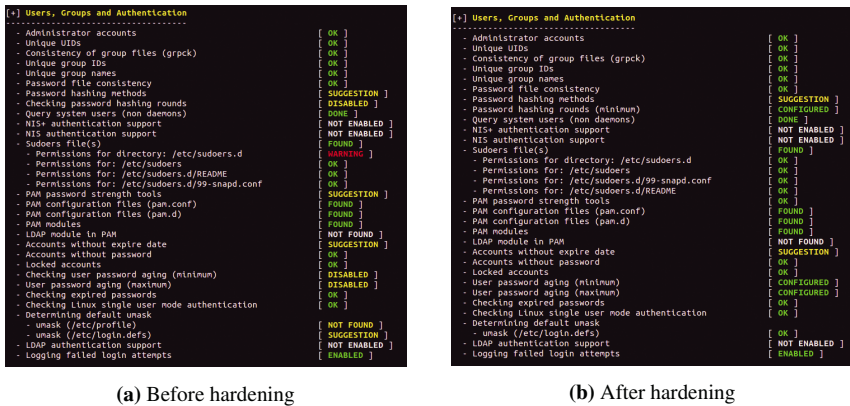 [+] Users, Groups and Authentication
------------------------------------
- Administrator accounts [ OK ]
- Unique UIDs [ OK ]
- Consistency of group files (grpck) [ OK ]
- Unique group IDs [ OK ]
- Unique group names [ OK ]
- Password file consistency [ OK ]
- Password hashing methods [ SUGGESTION ]
- Checking password hashing rounds [ DISABLED ]
- Query system users (non daemons) [ DONE ]
- NIS+ authentication support [ NOT ENABLED ]
- NIS authentication support [ NOT ENABLED ]
- Sudoers file(s) [ FOUND ]
- Permissions for directory: /etc/sudoers.d [ WARNING ]
- Permissions for: /etc/sudoers [ OK ]
- Permissions for: /etc/sudoers.d/README [ OK ]
- Permissions for: /etc/sudoers.d/99-snapd.conf [ OK ]
- PAM password strength tools [ SUGGESTION ]
- PAM configuration files (pam.conf) [ FOUND ]
- PAM configuration files (pam.d) [ FOUND ]
- PAM modules [ FOUND ]
- LDAP module in PAM [ NOT FOUND ]
- Accounts without expire date [ SUGGESTION ]
- Accounts without password [ OK ]
- Locked accounts [ OK ]
- Checking user password aging (minimum) [ DISABLED ]
- User password aging (maximum) [ DISABLED ]
- Checking expired passwords [ OK ]
- Checking Linux single user mode authentication [ OK ]
- Determining default umask
- umask (/etc/profile) [ NOT FOUND ]
- umask (/etc/login.defs) [ SUGGESTION ]
- LDAP authentication support [ NOT ENABLED ]
- Logging failed login attempts [ ENABLED ]
(a) Before hardening
[+] Users, Groups and Authentication
------------------------------------
- Administrator accounts [ OK ]
- Unique UIDs [ OK ]
- Consistency of group files (grpck) [ OK ]
- Unique group IDs [ OK ]
- Unique group names [ OK ]
- Password file consistency [ OK ]
- Password hashing methods [ SUGGESTION ]
- Password hashing rounds (minimum) [ CONFIGURED ]
- Query system users (non daemons) [ DONE ]
- NIS+ authentication support [ NOT ENABLED ]
- NIS authentication support [ NOT ENABLED ]
- Sudoers file(s) [ FOUND ]
- Permissions for directory: /etc/sudoers.d [ OK ]
- Permissions for: /etc/sudoers [ OK ]
- Permissions for: /etc/sudoers.d/99-snapd.conf [ OK ]
- Permissions for: /etc/sudoers.d/README [ OK ]
- PAM password strength tools [ OK ]
- PAM configuration files (pam.conf) [ FOUND ]
- PAM configuration files (pam.d) [ FOUND ]
- PAM modules [ FOUND ]
- LDAP module in PAM [ NOT FOUND ]
- Accounts without expire date [ SUGGESTION ]
- Accounts without password [ OK ]
- Locked accounts [ OK ]
- User password aging (minimum) [ CONFIGURED ]
- User password aging (maximum) [ CONFIGURED ]
- Checking expired passwords [ OK ]
- Checking Linux single user mode authentication [ OK ]
- Determining default umask
- umask (/etc/login.defs) [ OK ]
- LDAP authentication support [ NOT ENABLED ]
- Logging failed login attempts [ ENABLED ]
(b) After hardening